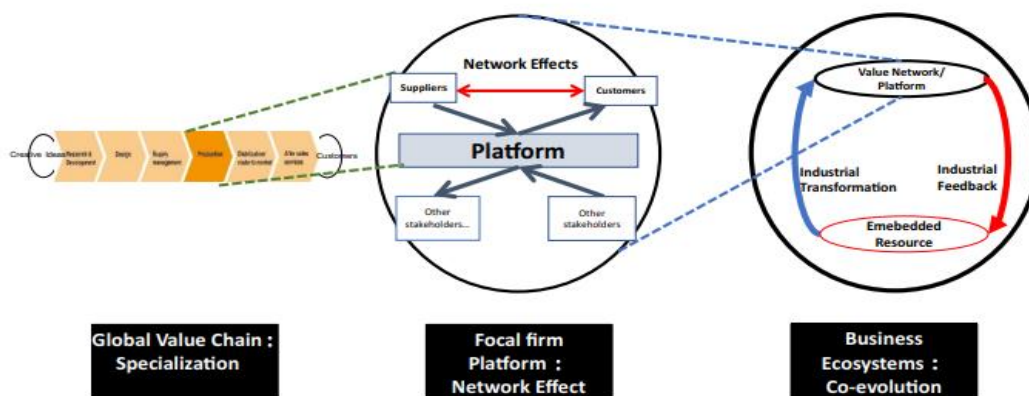 Creative Ideas
Research &
Development
Design
Supply
management
Production
Distribution/
route to market
After sales
services
Customers
Network Effects
Suppliers
Customers
Platform
Other
stakeholders...
Other
stakeholders
Value Network/
Platform
Industrial
Transformation
Industrial
Feedback
Emebedded
Resource
Global Value Chain：
Specialization
Focal firm
Platform：
Network Effect
Business
Ecosystems：
Co-evolution